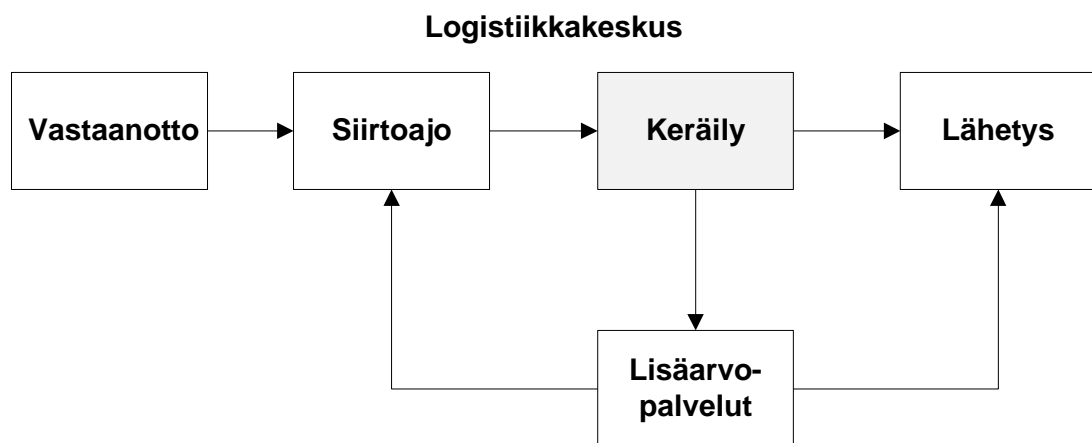 Logistiikkakeskus
Vastaanotto
Siirtoajo
Keräily
Lähetys
Lisäarvo-
palvelut